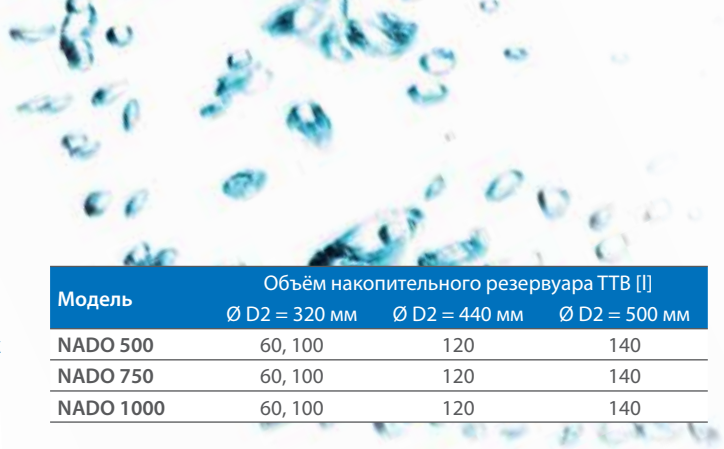 Модель
Объём накопительного резервуара ТТВ [l]
Ø D2 = 320 мм Ø D2 = 440 мм Ø D2 = 500 мм
NADO 500 60, 100 120 140
NADO 750 60, 100 120 140
NADO 1000 60, 100 120 140